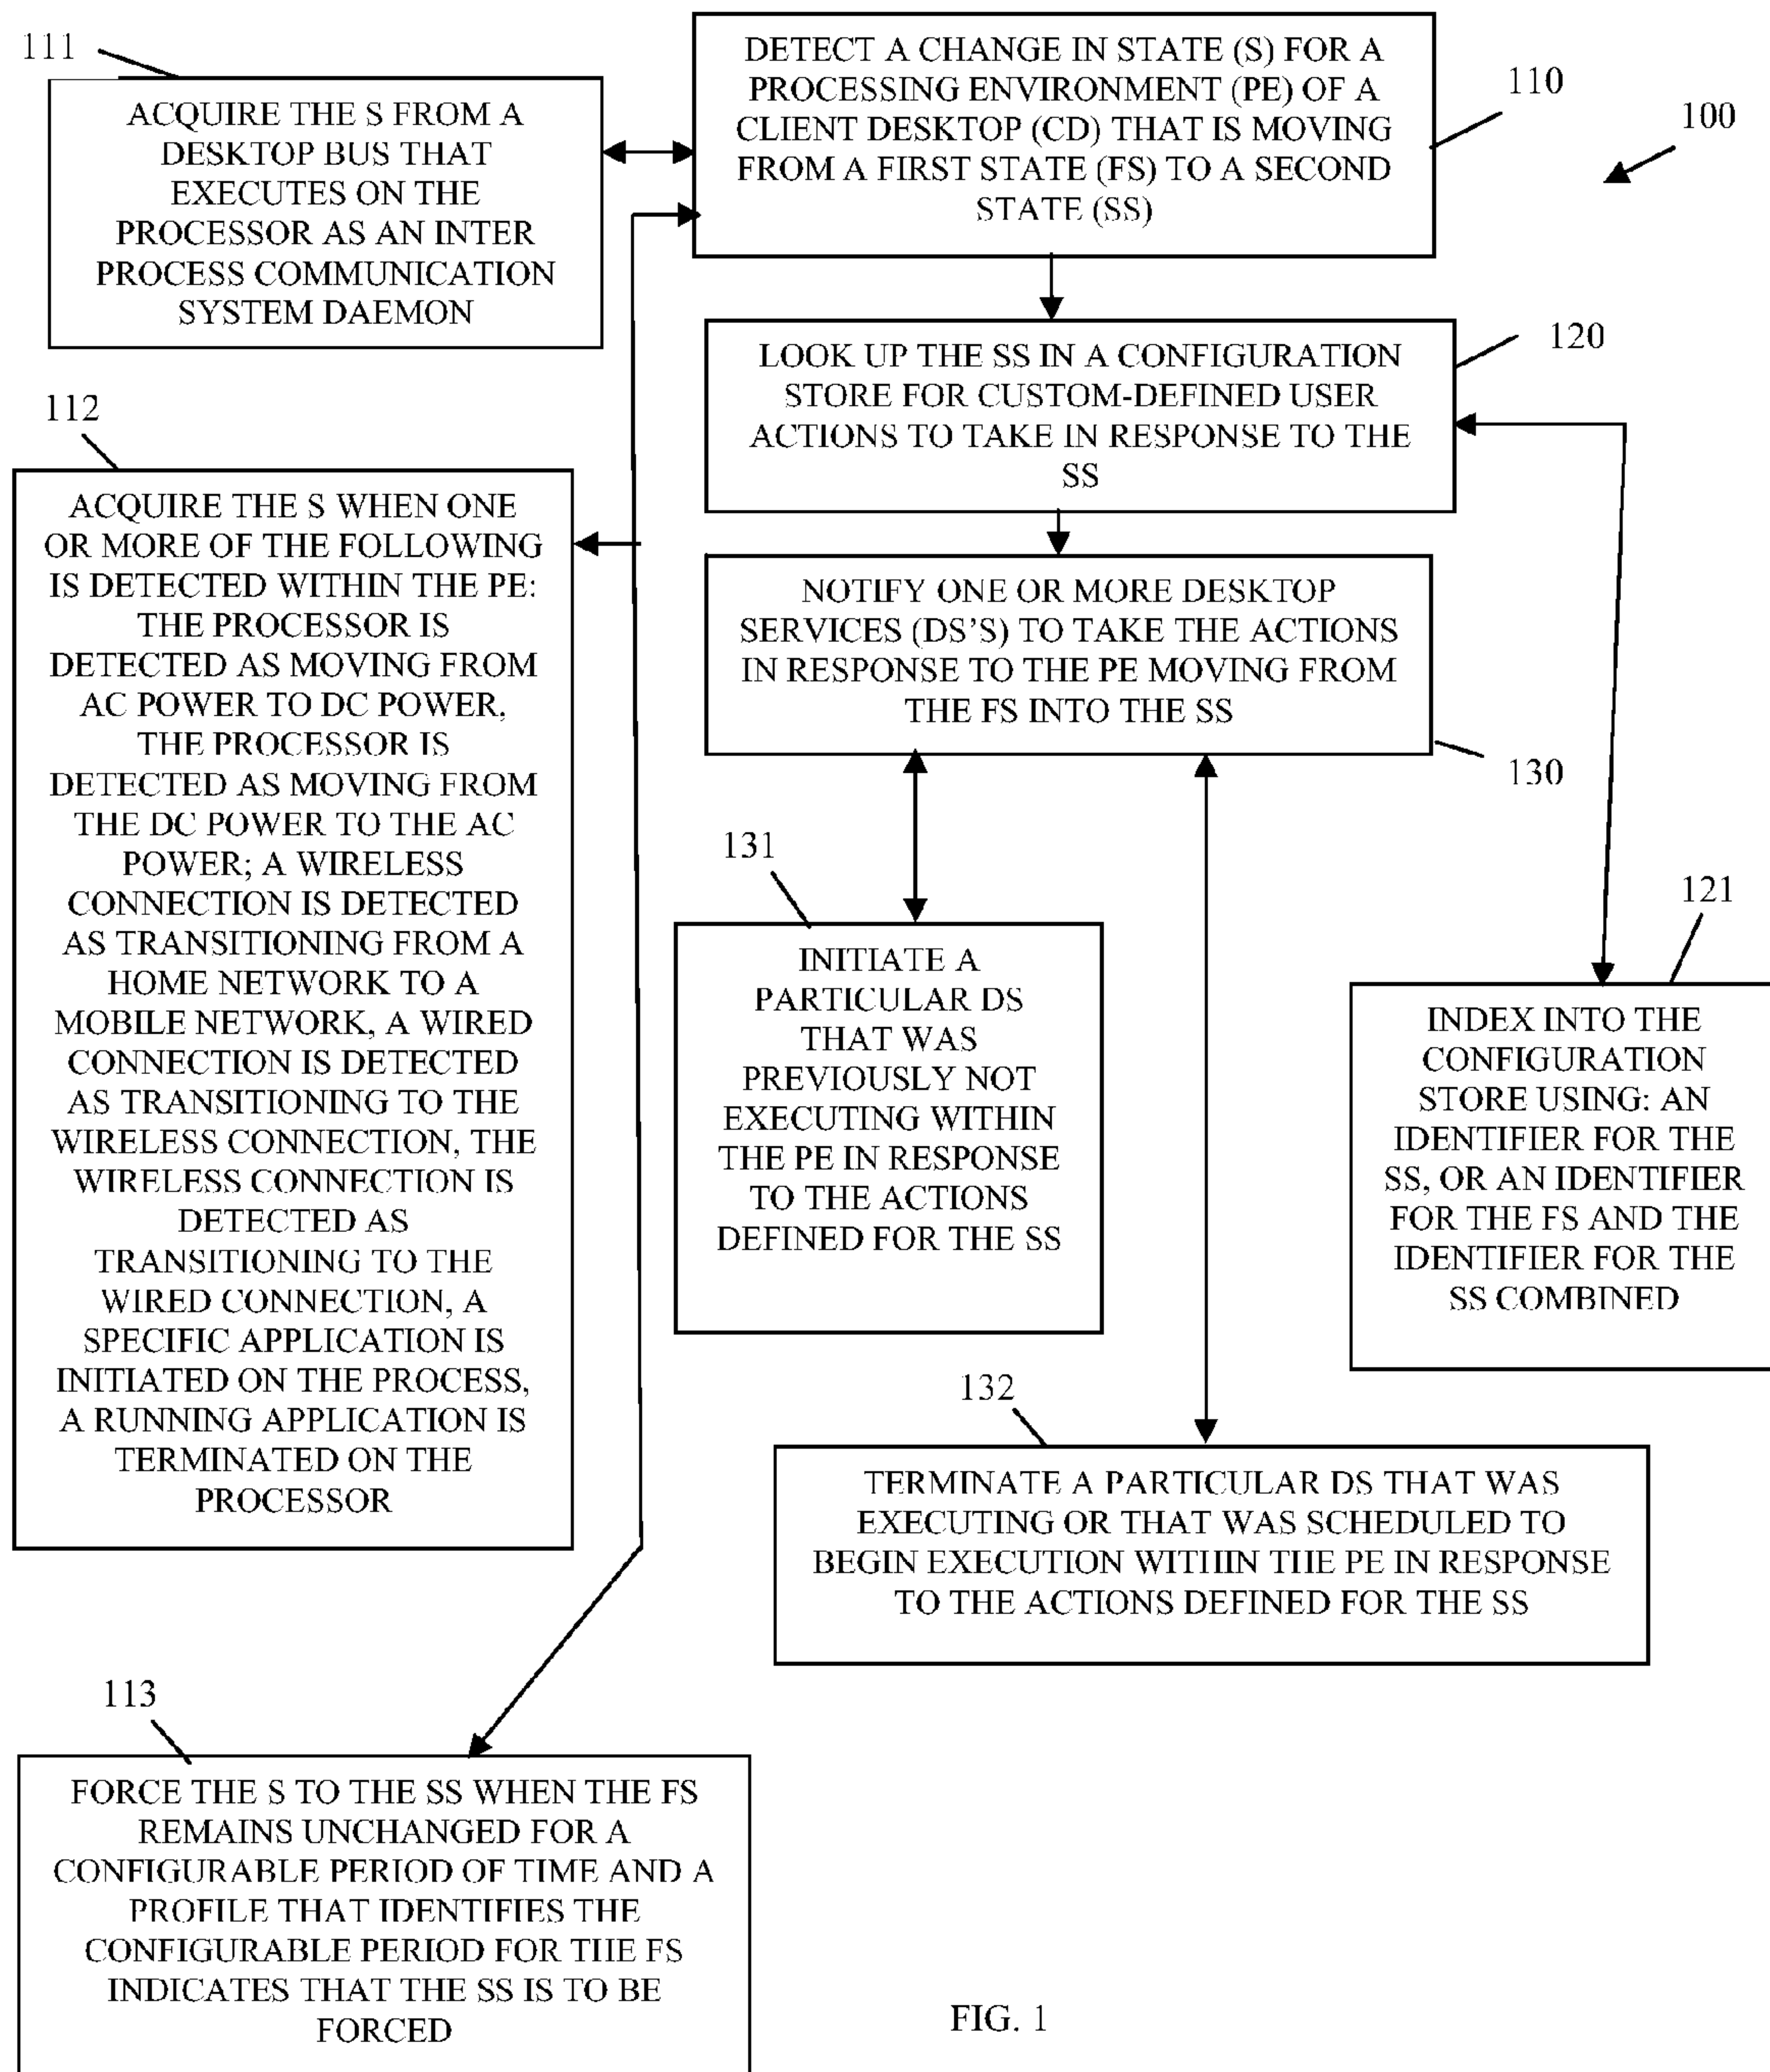 111
ACQUIRE THE S FROM A
DESKTOP BUS THAT
EXECUTES ON THE
PROCESSOR AS AN INTER
PROCESS COMMUNICATION
SYSTEM DAEMON
DETECT A CHANGE IN STATE (S) FOR A
PROCESSING ENVIRONMENT (PE) OF A
CLIENT DESKTOP (CD) THAT IS MOVING
FROM A FIRST STATE (FS) TO A SECOND
STATE (SS)
110
100
LOOK UP THE SS IN A CONFIGURATION
STORE FOR CUSTOM-DEFINED USER
ACTIONS TO TAKE IN RESPONSE TO THE
SS
120
112
ACQUIRE THE S WHEN ONE
OR MORE OF THE FOLLOWING
IS DETECTED WITHIN THE PE:
THE PROCESSOR IS
DETECTED AS MOVING FROM
AC POWER TO DC POWER,
THE PROCESSOR IS
DETECTED AS MOVING FROM
THE DC POWER TO THE AC
POWER; A WIRELESS
CONNECTION IS DETECTED
AS TRANSITIONING FROM A
HOME NETWORK TO A
MOBILE NETWORK, A WIRED
CONNECTION IS DETECTED
AS TRANSITIONING TO THE
WIRELESS CONNECTION, THE
WIRELESS CONNECTION IS
DETECTED AS
TRANSITIONING TO THE
WIRED CONNECTION, A
SPECIFIC APPLICATION IS
INITIATED ON THE PROCESS,
A RUNNING APPLICATION IS
TERMINATED ON THE
PROCESSOR
NOTIFY ONE OR MORE DESKTOP
SERVICES (DS'S) TO TAKE THE ACTIONS
IN RESPONSE TO THE PE MOVING FROM
THE FS INTO THE SS
130
131
INITIATE A
PARTICULAR DS
THAT WAS
PREVIOUSLY NOT
EXECUTING WITHIN
THE PE IN RESPONSE
TO THE ACTIONS
DEFINED FOR THE SS
121
INDEX INTO THE
CONFIGURATION
STORE USING: AN
IDENTIFIER FOR THE
SS, OR AN IDENTIFIER
FOR THE FS AND THE
IDENTIFIER FOR THE
SS COMBINED
132
TERMINATE A PARTICULAR DS THAT WAS
EXECUTING OR THAT WAS SCHEDULED TO
BEGIN EXECUTION WITHIN THE PE IN RESPONSE
TO THE ACTIONS DEFINED FOR THE SS
113
FORCE THE S TO THE SS WHEN THE FS
REMAINS UNCHANGED FOR A
CONFIGURABLE PERIOD OF TIME AND A
PROFILE THAT IDENTIFIES THE
CONFIGURABLE PERIOD FOR THE FS
INDICATES THAT THE SS IS TO BE
FORCED
FIG. 1